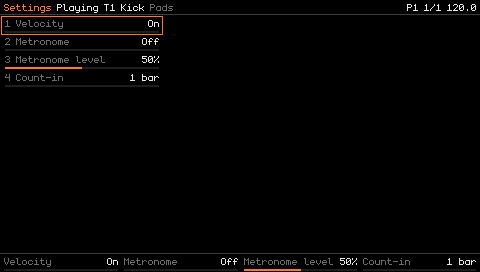 Settings Playing T1 Kick Pads P1 1/1 120.0
1 Velocity On
2 Metronome Off
3 Metronome level 50%
4 Count-in 1 bar
Velocity On Metronome Off Metronome level 50% Count-in 1 bar